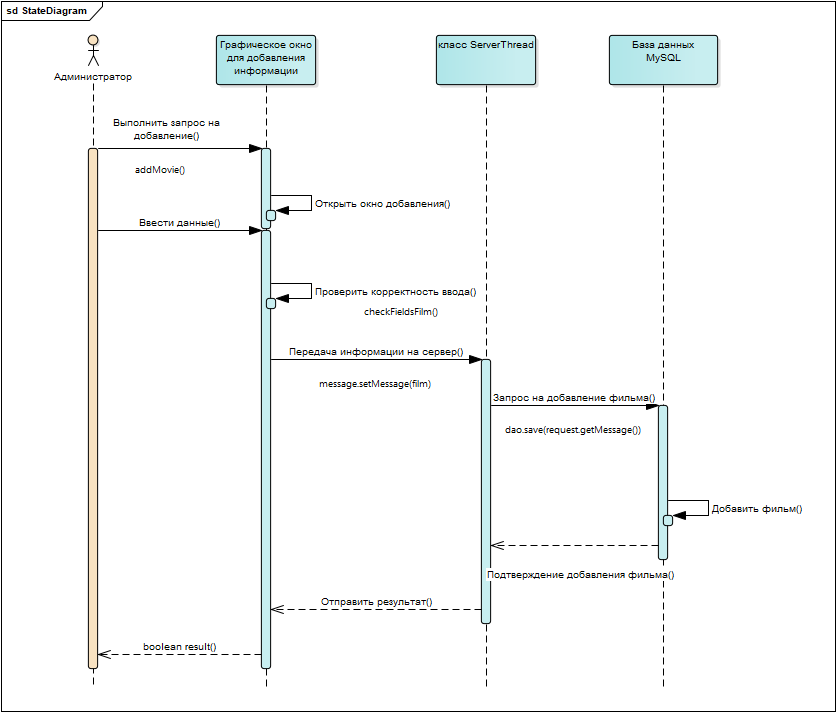 sd StateDiagram
Администратор
Графическое окно
для добавления
информации
класс ServerThread
База данных
MySQL
Выполнить запрос на
добавление()
addMovie()
Открыть окно добавления()
Ввести данные()
Проверить корректность ввода()
checkFieldsFilm()
Передача информации на сервер()
message.setMessage(film)
Запрос на добавление фильма()
dao.save(request.getMessage())
Добавить фильм()
Подтверждение добавления фильма()
Отправить результат()
boolean result()